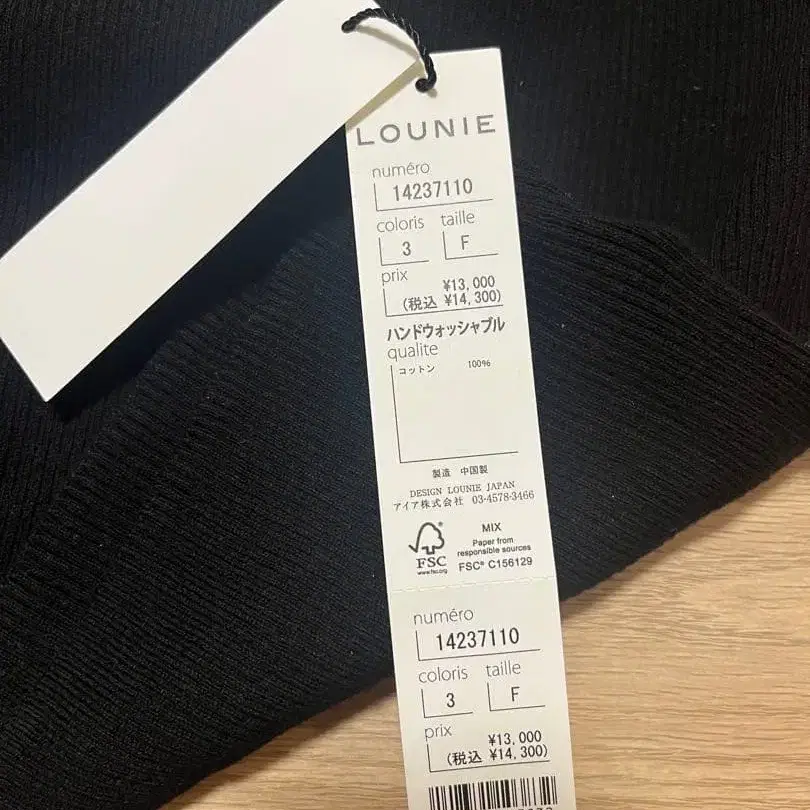 LOUNIE
numéro
14237110
coloris taille
3 F
prix
¥13,000
(税込 ¥14,300)
ハンドウォッシャブル
qualite
コットン 100%
製造 中国製
DESIGN LOUNIE JAPAN
アイア株式会社 03-4578-3466
FSC
www.fsc.org
MIX
Paper from
responsible sources
FSC® C156129
numéro
14237110
coloris taille
3 F
prix
¥13,000
(税込 ¥14,300)